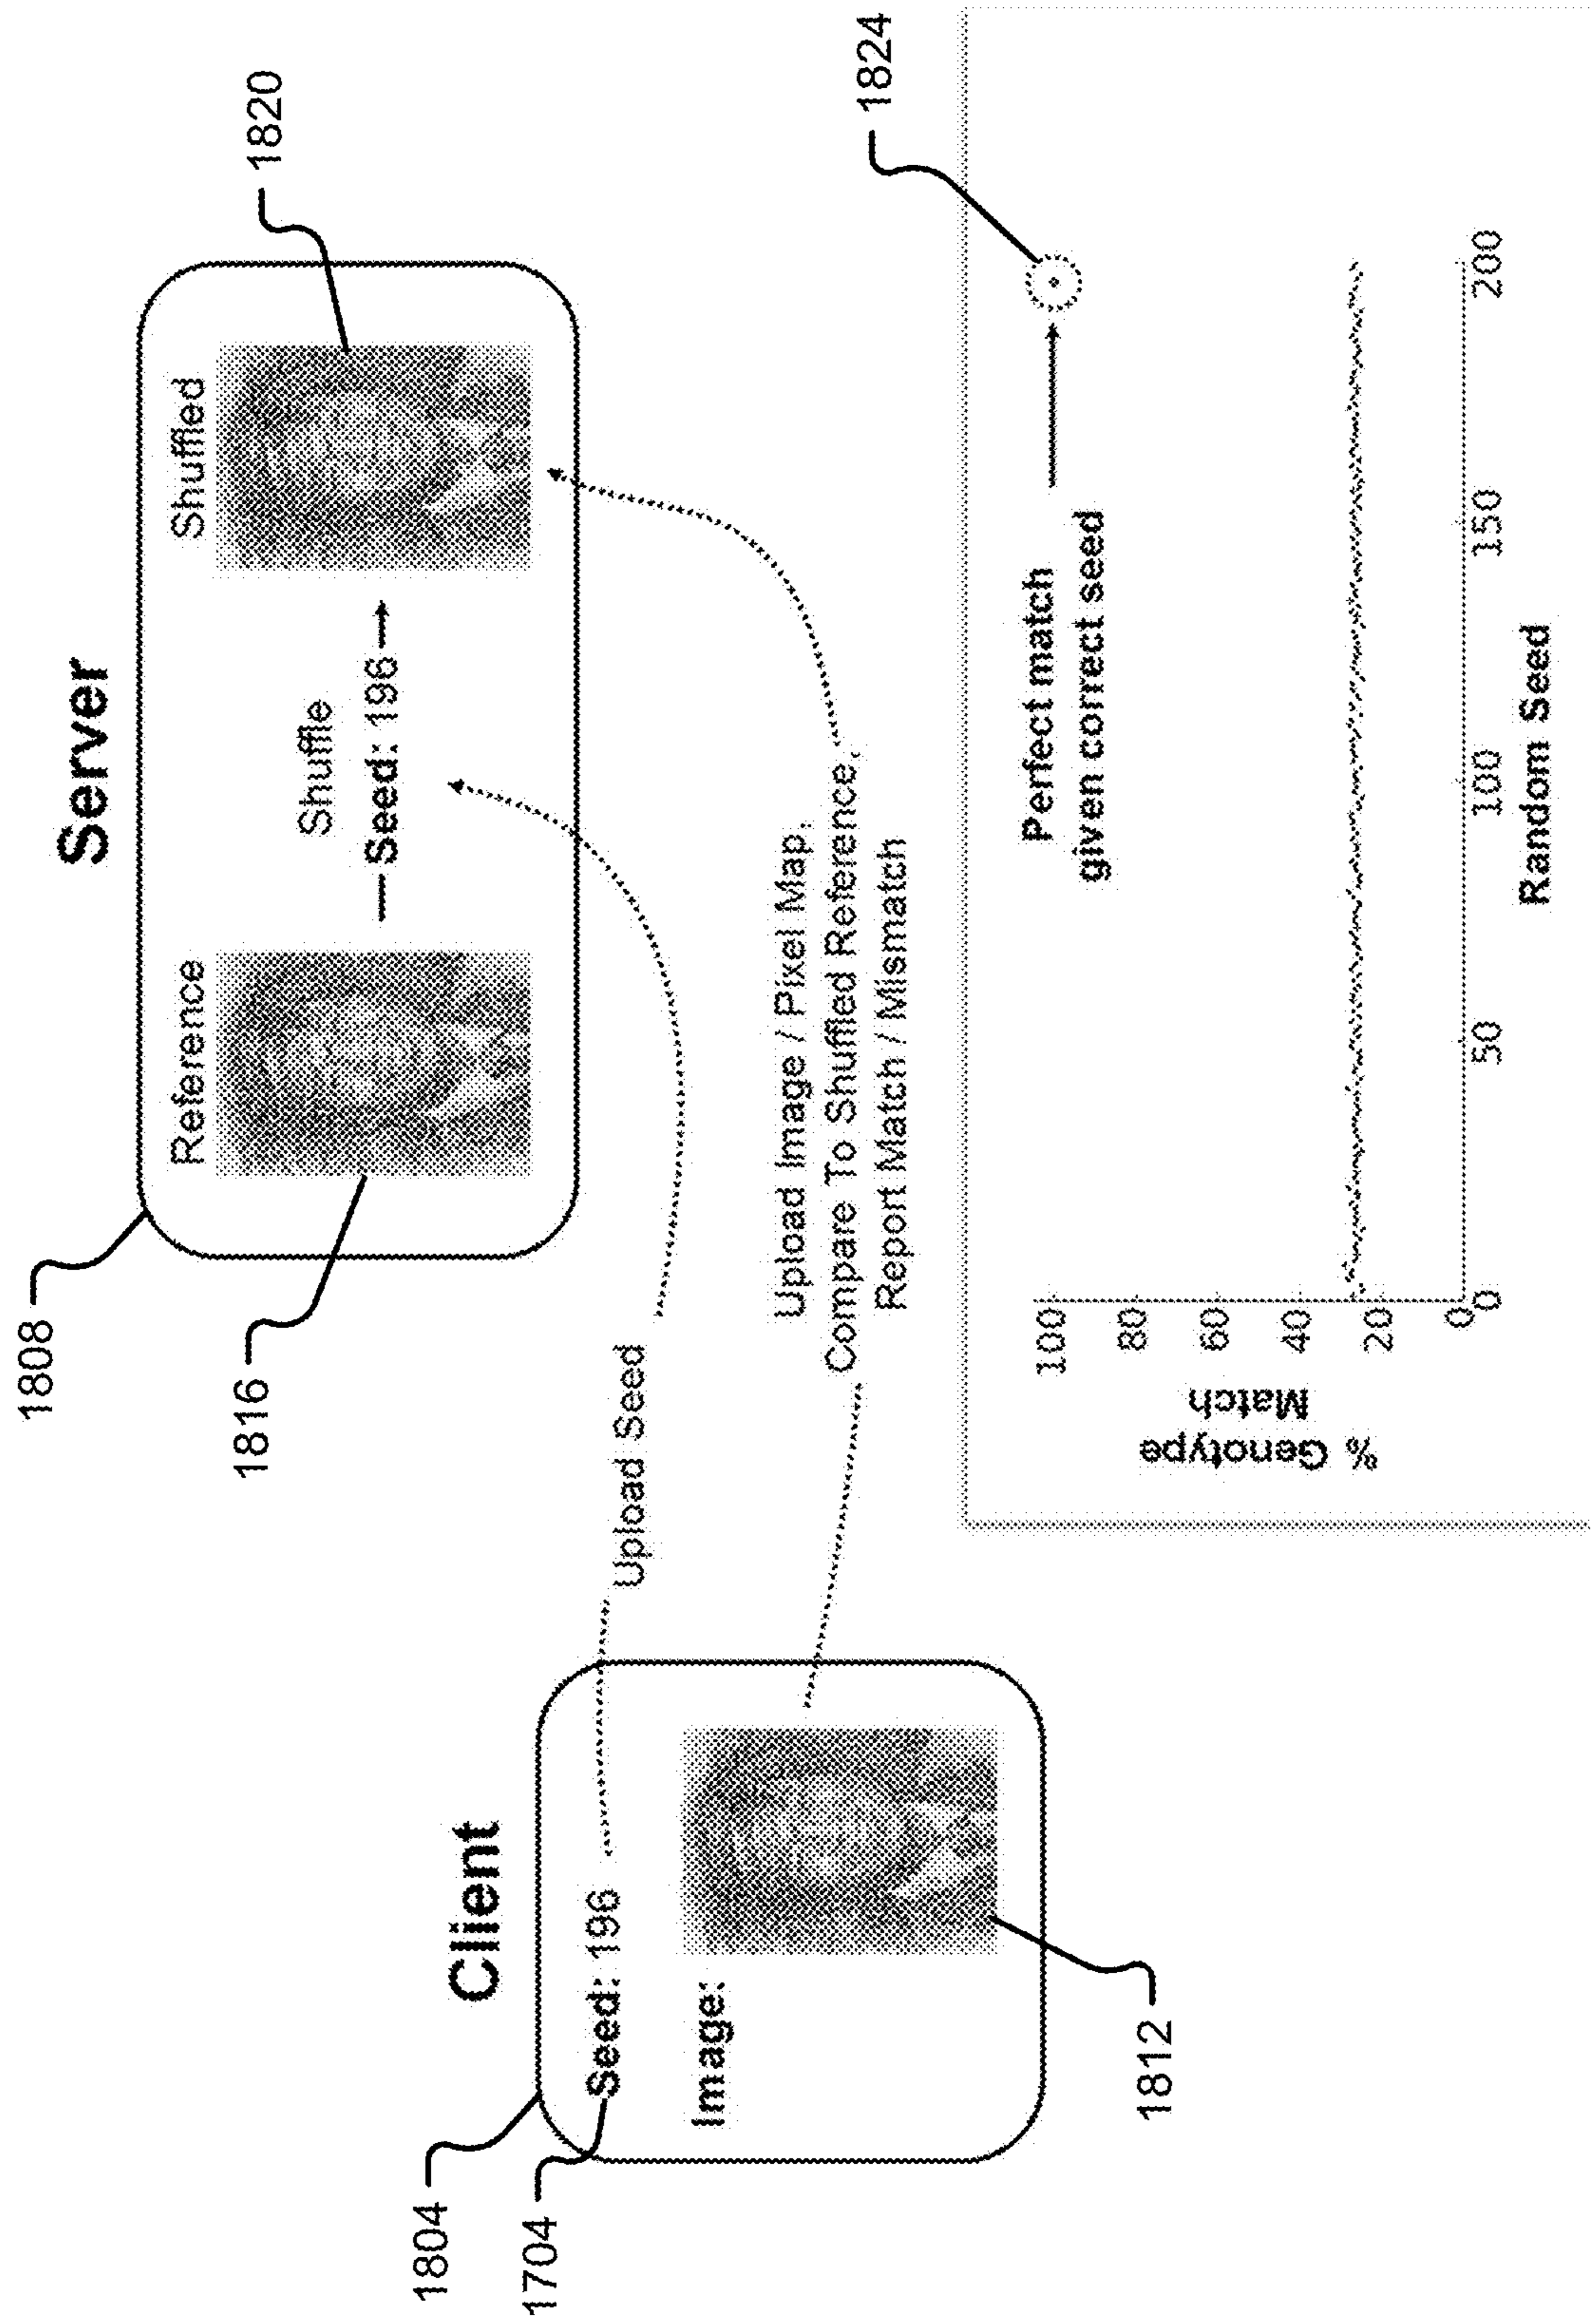 Server
1808
Reference
Shuffle
Seed: 196
Shuffled
1816
1820
Client
1804
1704
Seed: 196
Image:
1812
Upload Seed
Upload Image / Pixel Map,
Compare To Shuffled Reference,
Report Match / Mismatch
Perfect match
given correct seed
1824
% Genotype
Match
100
80
60
40
20
0
0
50
100
150
200
Random Seed